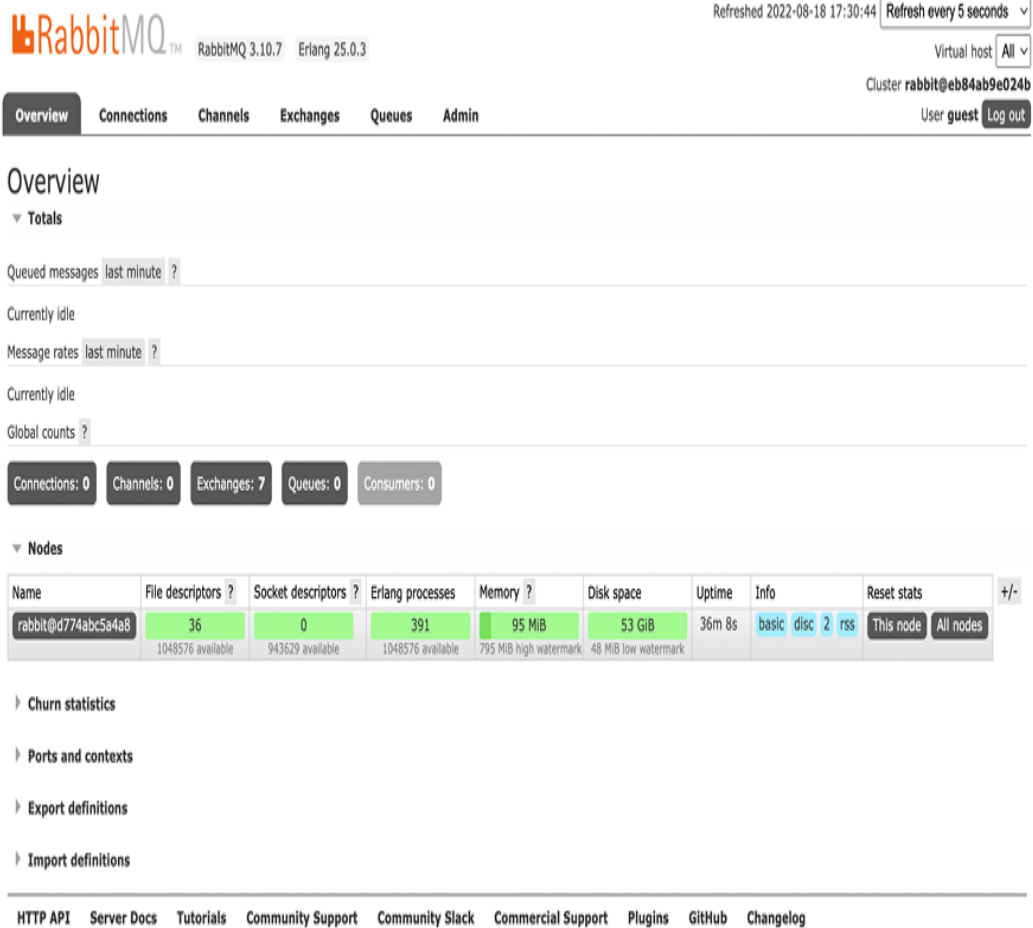 Refreshed 2022-08-18 17:30:44 Refresh every 5 seconds
RabbitMQ TM RabbitMQ 3.10.7 Erlang 25.0.3
Virtual host All
Cluster rabbit@eb84ab9e024b
Overview Connections Channels Exchanges Queues Admin
User guest Log out
Overview
Totals
Queued messages last minute ?
Currently idle
Message rates last minute ?
Currently idle
Global counts ?
Connections: 0 Channels: 0 Exchanges: 7 Queues: 0 Consumers: 0
Nodes
Name File descriptors ? Socket descriptors ? Erlang processes Memory ? Disk space Uptime Info Reset stats +/-
rabbit@d774abc5a4a8 36 0 391 95 MiB 53 GiB 36m 8s basic disc 2 rss This node All nodes
1048576 available 943629 available 1048576 available 795 MiB high watermark 48 MiB low watermark
Churn statistics
Ports and contexts
Export definitions
Import definitions
HTTP API Server Docs Tutorials Community Support Community Slack Commercial Support Plugins GitHub Changelog